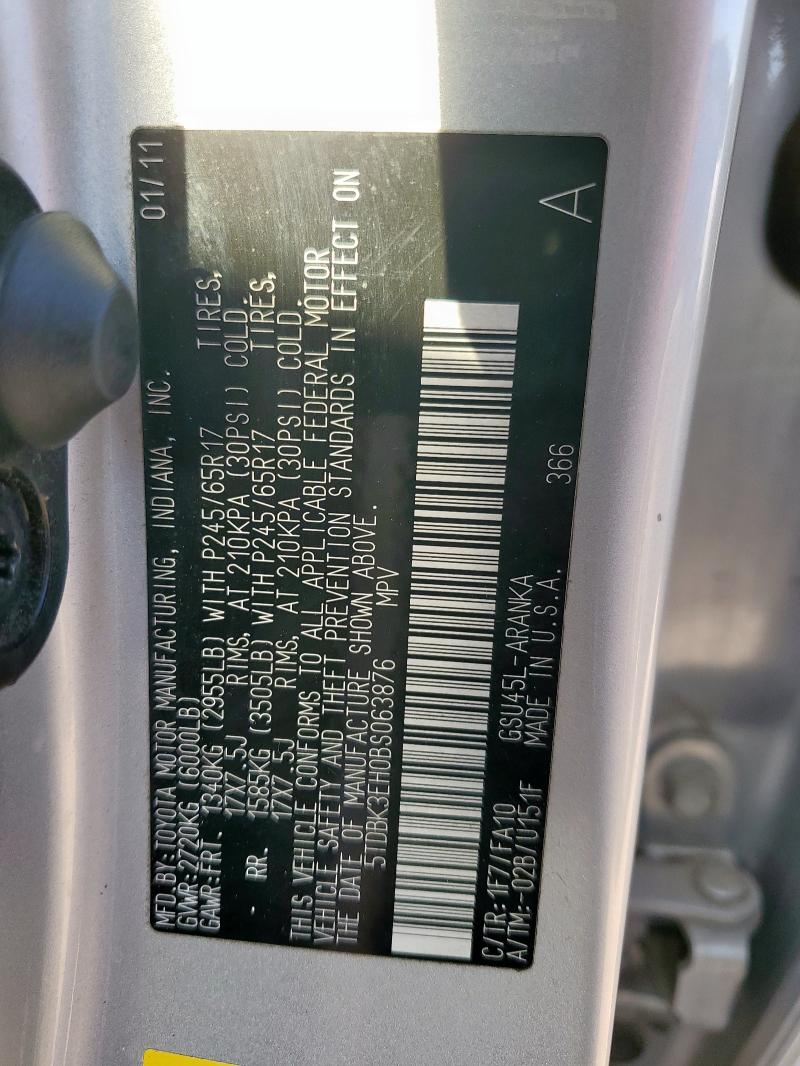 MFD.BY:TOYOTA MOTOR MANUFACTURING, INDIANA, INC. 01/11
GVWR:2720KG (6000LB)
GAWR:FRT. 1340KG (2955LB) WITH P245/65R17 TIRES,
17X7.5J RIMS, AT 210KPA (30PSI) COLD.
RR. 1585KG (3505LB) WITH P245/65R17 TIRES,
17X7.5J RIMS, AT 210KPA (30PSI) COLD.
THIS VEHICLE CONFORMS TO ALL APPLICABLE FEDERAL MOTOR
VEHICLE SAFETY AND THEFT PREVENTION STANDARDS IN EFFECT ON
THE DATE OF MANUFACTURE SHOWN ABOVE.
5TDBK3EH0BS063876 MPV
C/TR:1F7/FA10 GSU45L-ARANKA 366
A/TM:-02B/U151F MADE IN U.S.A.
A